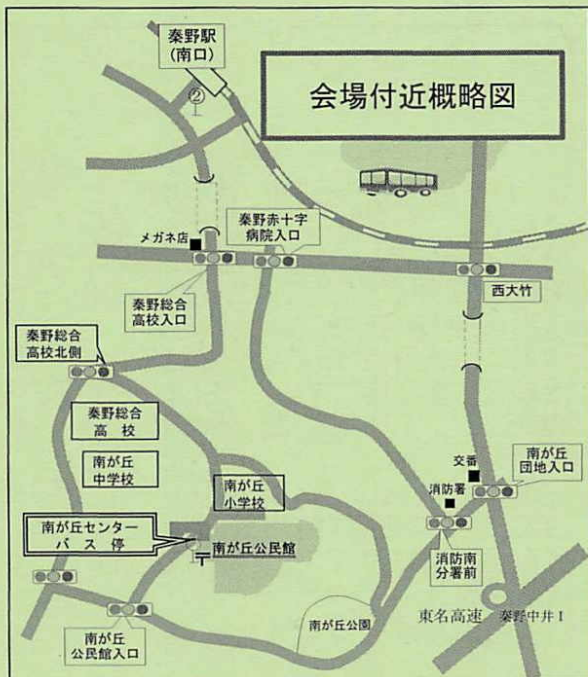 秦野駅
(南口)
②
会場付近概略図
メガネ店
秦野赤十字
病院入口
秦野総合
高校入口
西大竹
秦野総合
高校北側
秦野総合
高 校
南が丘
中学校
南が丘
小学校
交番
消防署
南が丘
団地入口
南が丘センター
バス 停
〒
南が丘公民館
消防南
分署前
南が丘
公民館入口
南が丘公園
東名高速
秦野中井I